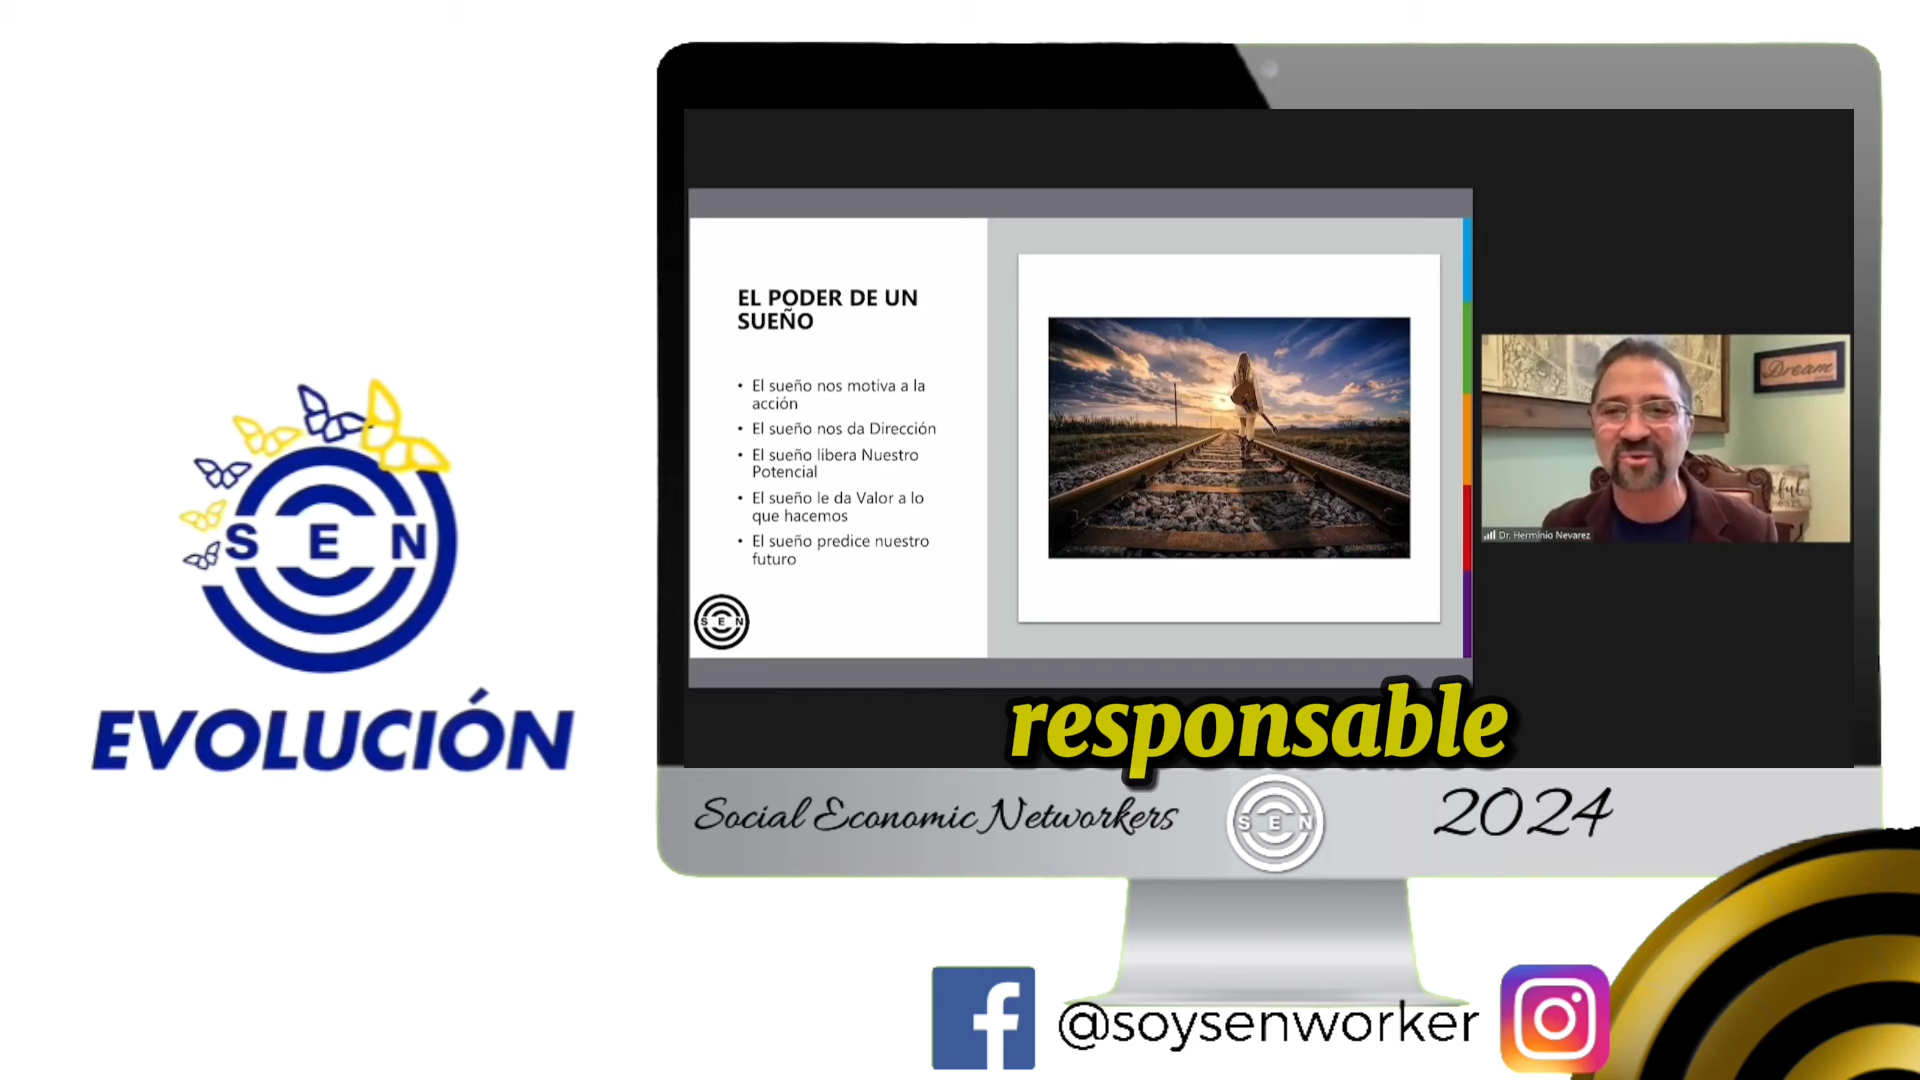 S E N
EVOLUCIÓN
EL PODER DE UN
SUEÑO
• El sueño nos motiva a la
acción
• El sueño nos da Dirección
• El sueño libera Nuestro
Potencial
• El sueño le da Valor a lo
que hacemos
• El sueño predice nuestro
futuro
S E N
Dream
Dr. Herminio Nevarez
responsable
Social Economic Networkers
S E N
2024
@soysenworker